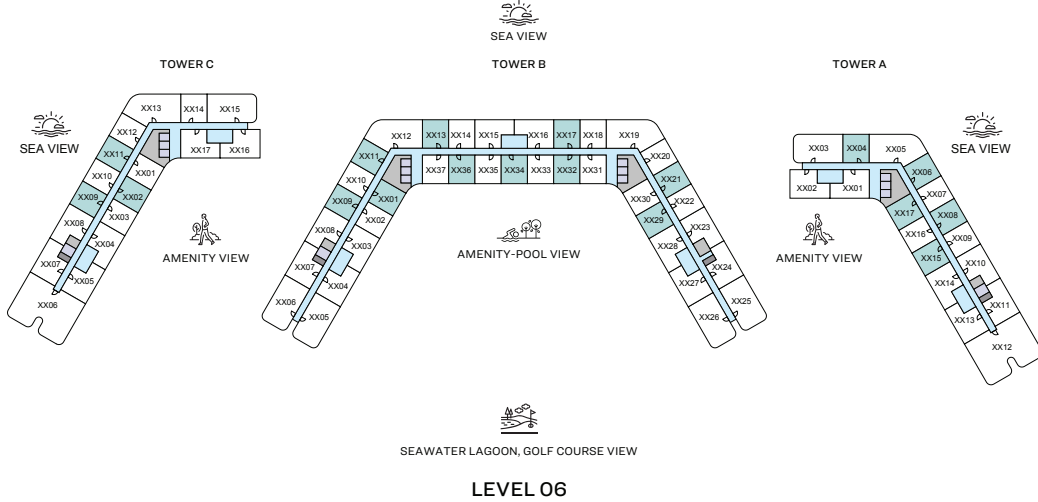 SEA VIEW
TOWER C
TOWER B
TOWER A
XX13
XX14
XX15
XX12
XX11
XX10
XX09
XX08
XX07
XX06
XX05
XX04
XX03
XX02
XX01
XX17
XX16
SEA VIEW
AMENITY VIEW
XX12
XX13
XX14
XX15
XX16
XX17
XX18
XX19
XX11
XX10
XX09
XX08
XX07
XX06
XX05
XX04
XX03
XX02
XX01
XX37
XX36
XX35
XX34
XX33
XX32
XX31
XX30
XX20
XX21
XX22
XX29
XX23
XX28
XX24
XX27
XX25
XX26
AMENITY-POOL VIEW
XX03
XX04
XX05
XX02
XX01
XX06
XX07
XX17
XX08
XX16
XX09
XX15
XX10
XX14
XX11
XX13
XX12
SEA VIEW
AMENITY VIEW
SEAWATER LAGOON, GOLF COURSE VIEW
LEVEL 06